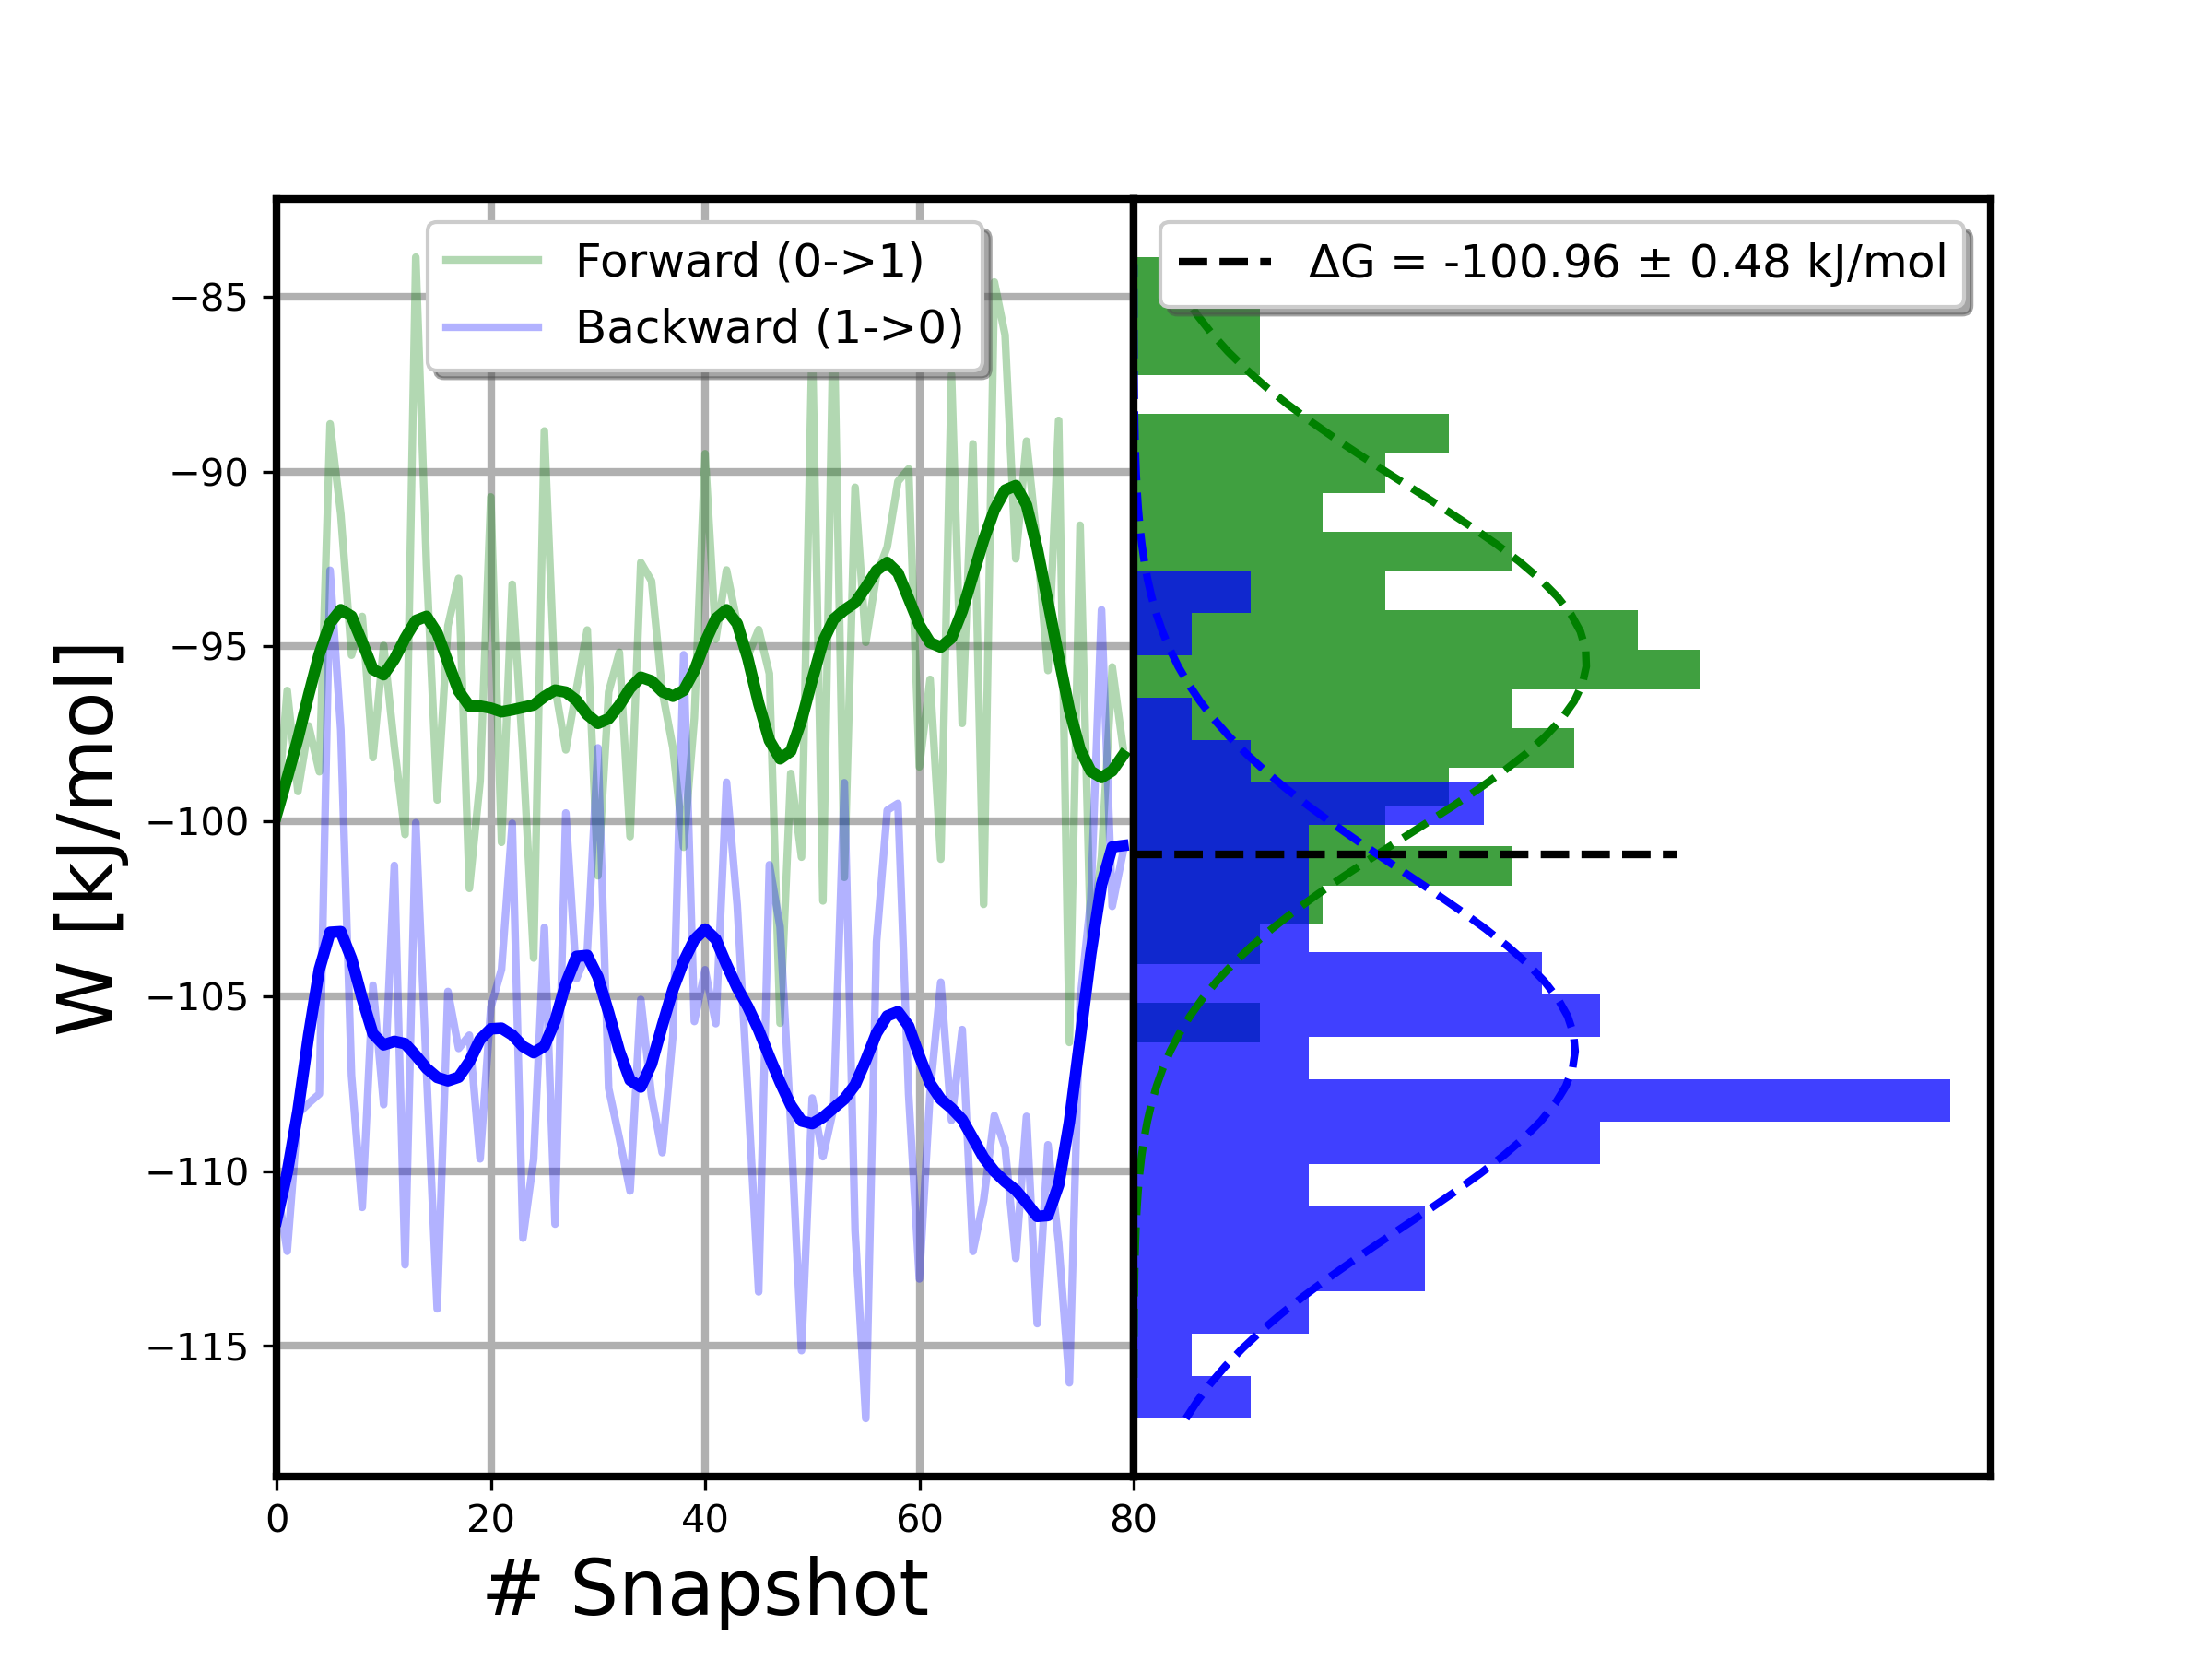 Forward (0->1)
Backward (1->0)
ΔG = -100.96 ± 0.48 kJ/mol
−85
−90
−95
−100
−105
−110
−115
W [kJ/mol]
0 20 40 60 80
# Snapshot